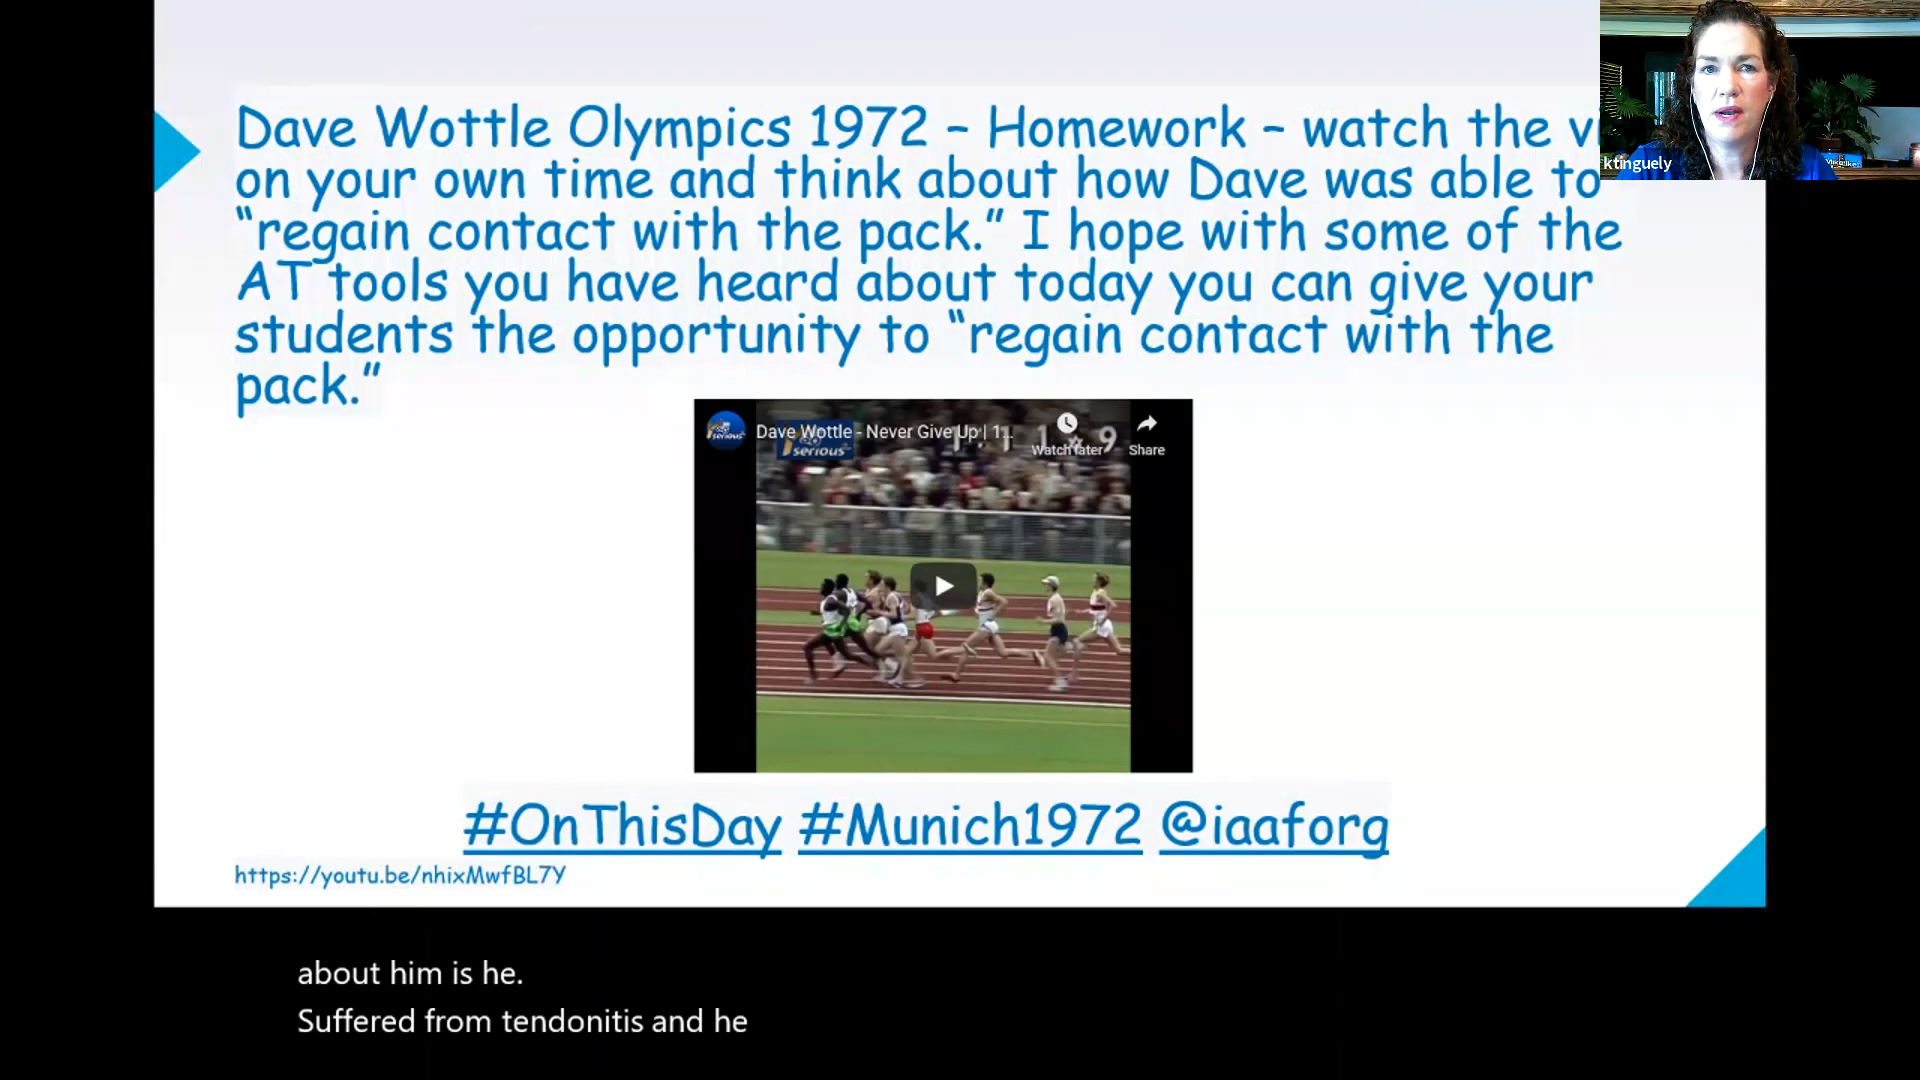 Dave Wottle Olympics 1972 – Homework – watch the
on your own time and think about how Dave was able to
“regain contact with the pack.” I hope with some of the
AT tools you have heard about today you can give your
students the opportunity to “regain contact with the
pack.”
ktinguely
Dave Wottle - Never Give Up | 1...
Watch later
Share
serious
#OnThisDay #Munich1972 @iaaforg
https://youtu.be/nhixMwfBL7Y
about him is he.
Suffered from tendonitis and he